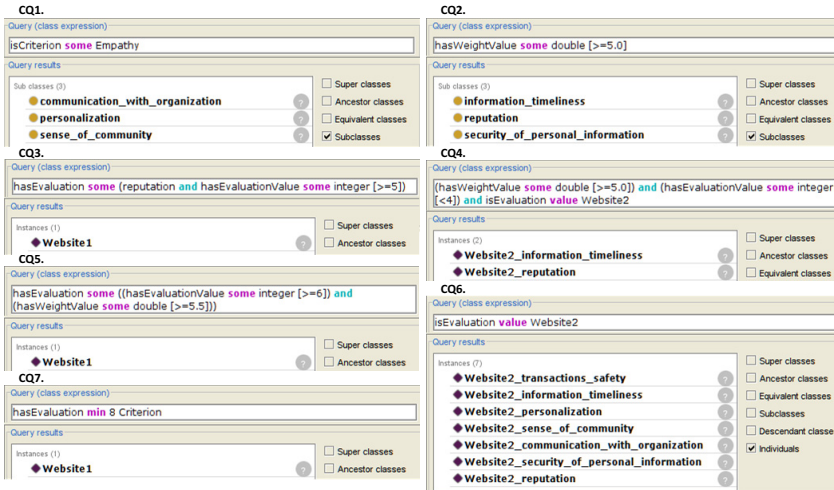 CQ1.
Query (class expression)
isCriterion some Empathy
Query results
Sub classes (3)
communication_with_organization ?
personalization ?
sense_of_community ?
Super classes
Ancestor classes
Equivalent classes
Subclasses
CQ2.
Query (class expression)
hasWeightValue some double [>=5.0]
Query results
Sub classes (3)
information_timeliness ?
reputation ?
security_of_personal_information ?
Super classes
Ancestor classes
Equivalent classes
Subclasses
CQ3.
Query (class expression)
hasEvaluation some (reputation and hasEvaluationValue some integer [>=5])
Query results
Instances (1)
Website1 ?
Super classes
Ancestor classes
CQ4.
Query (class expression)
(hasWeightValue some double [>=5.0]) and (hasEvaluationValue some integer
[<4]) and isEvaluation value Website2
Query results
Instances (2)
Website2_information_timeliness ?
Website2_reputation ?
Super classes
Ancestor classes
Equivalent classes
CQ5.
Query (class expression)
hasEvaluation some ((hasEvaluationValue some integer [>=6]) and
(hasWeightValue some double [>=5.5]))
Query results
Instances (1)
Website1 ?
Super classes
Ancestor classes
CQ6.
Query (class expression)
isEvaluation value Website2
Query results
Instances (7)
Website2_transactions_safety ?
Website2_information_timeliness ?
Website2_personalization ?
Website2_sense_of_community ?
Website2_communication_with_organization ?
Website2_security_of_personal_information ?
Website2_reputation ?
Super classes
Ancestor classes
Equivalent classes
Subclasses
Descendant classe
Individuals
CQ7.
Query (class expression)
hasEvaluation min 8 Criterion
Query results
Instances (1)
Website1 ?
Super classes
Ancestor classes